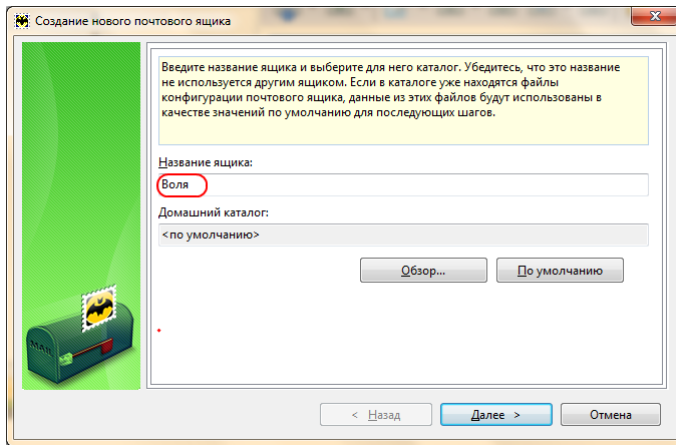 Создание нового почтового ящика
Введите название ящика и выберите для него каталог. Убедитесь, что это название
не используется другим ящиком. Если в каталоге уже находятся файлы
конфигурации почтового ящика, данные из этих файлов будут использованы в
качестве значений по умолчанию для последующих шагов.
Название ящика:
Воля
Домашний каталог:
<по умолчанию>
Обзор... По умолчанию
MAIL
< Назад Далее > Отмена